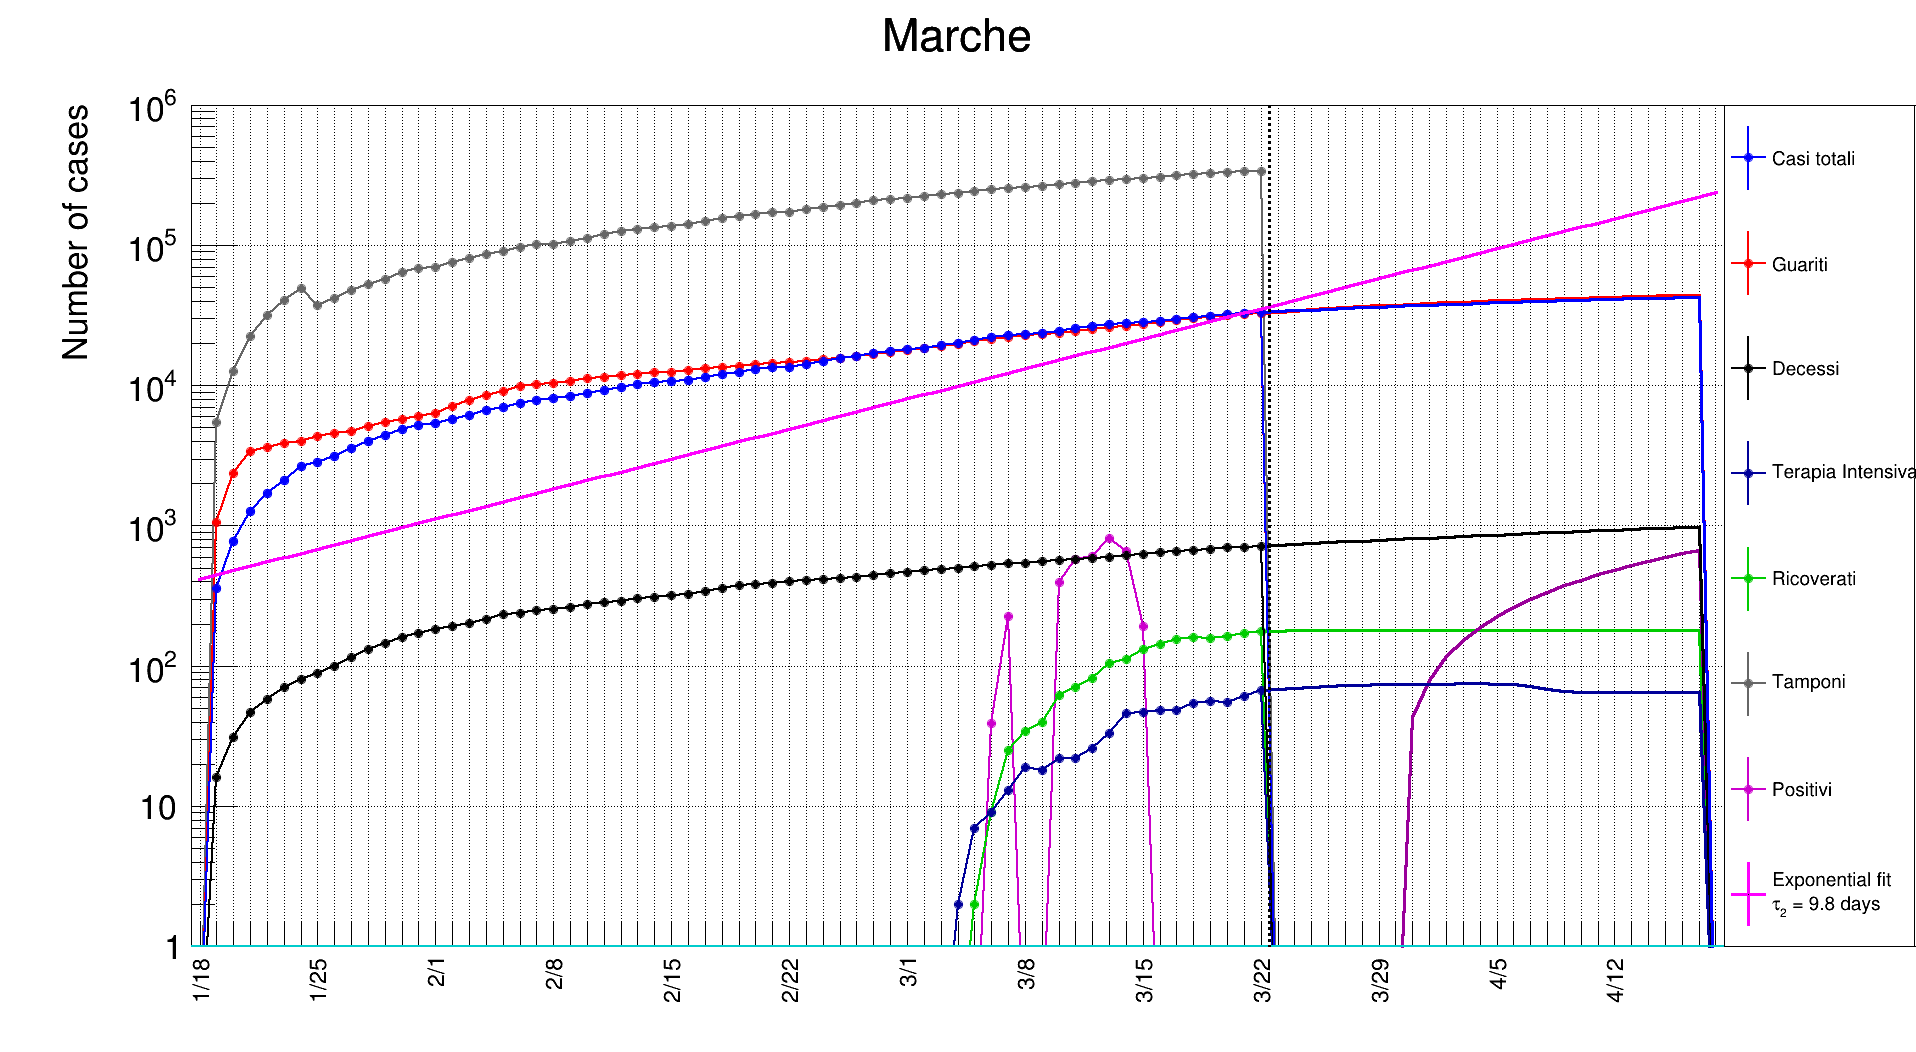 Marche
Number of cases
10^6
10^5
10^4
10^3
10^2
10
1
1/18
1/25
2/1
2/8
2/15
2/22
3/1
3/8
3/15
3/22
3/29
4/5
4/12
Casi totali
Guariti
Decessi
Terapia Intensiva
Ricoverati
Tamponi
Positivi
Exponential fit
τ₂ = 9.8 days